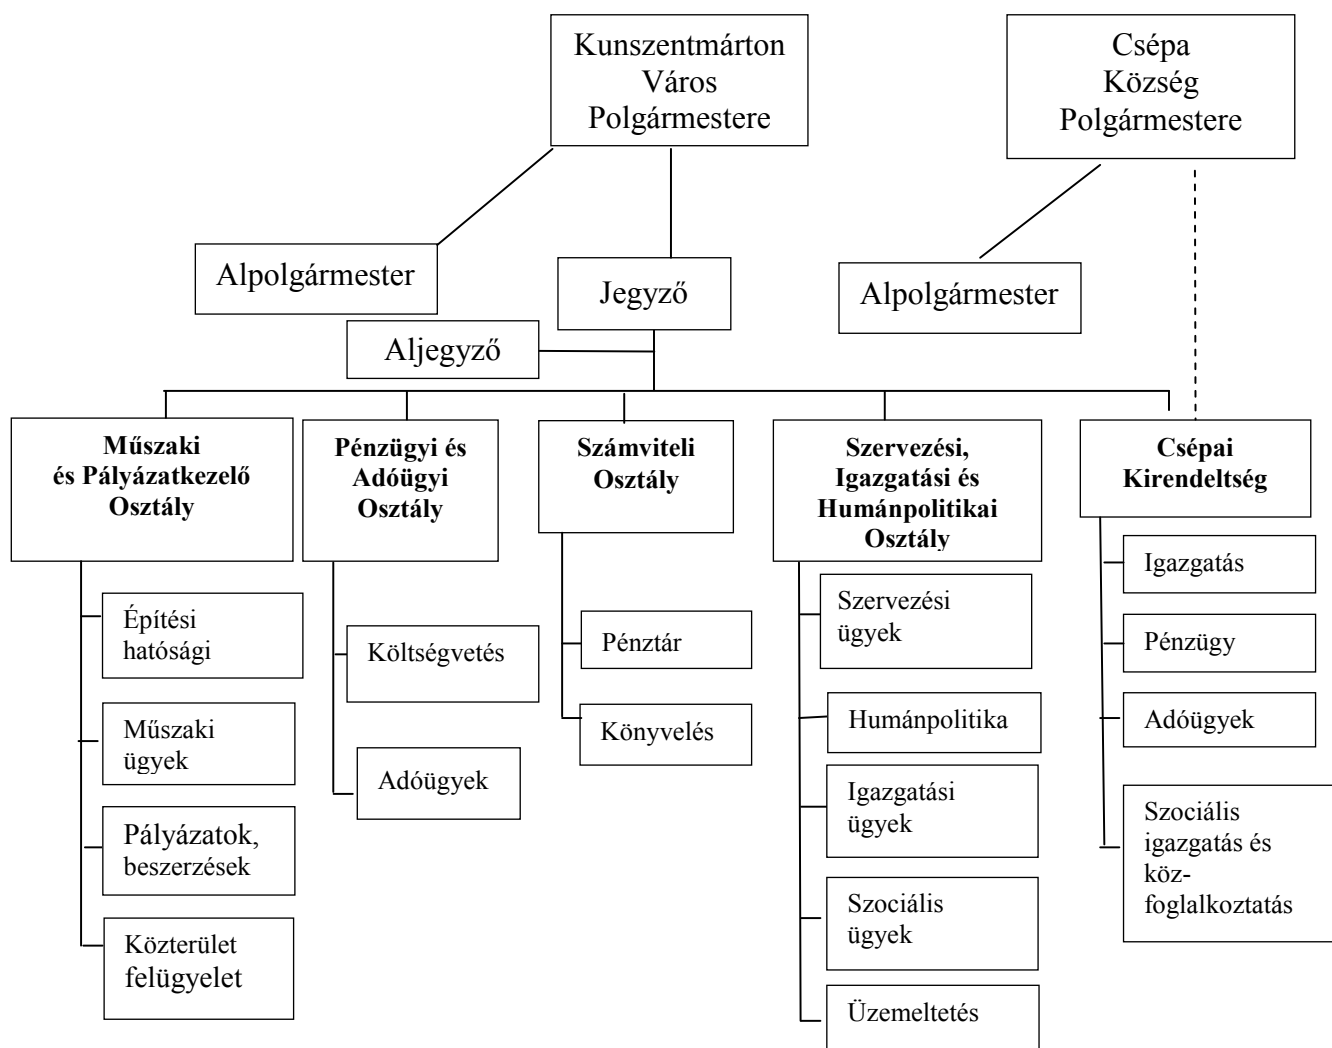 Kunszentmárton
Város
Polgármestere
Csépa
Község
Polgármestere
Alpolgármester
Jegyző
Alpolgármester
Aljegyző
Műszaki
és Pályázatkezelő
Osztály
Pénzügyi és
Adóügyi
Osztály
Számviteli
Osztály
Szervezési,
Igazgatási és
Humánpolitikai
Osztály
Csépai
Kirendeltség
Építési
hatósági
Műszaki
ügyek
Pályázatok,
beszerzések
Közterület
felügyelet
Költségvetés
Adóügyek
Pénztár
Könyvelés
Szervezési
ügyek
Humánpolitika
Igazgatási
ügyek
Szociális
ügyek
Üzemeltetés
Igazgatás
Pénzügy
Adóügyek
Szociális
igazgatás és
köz-
foglalkoztatás